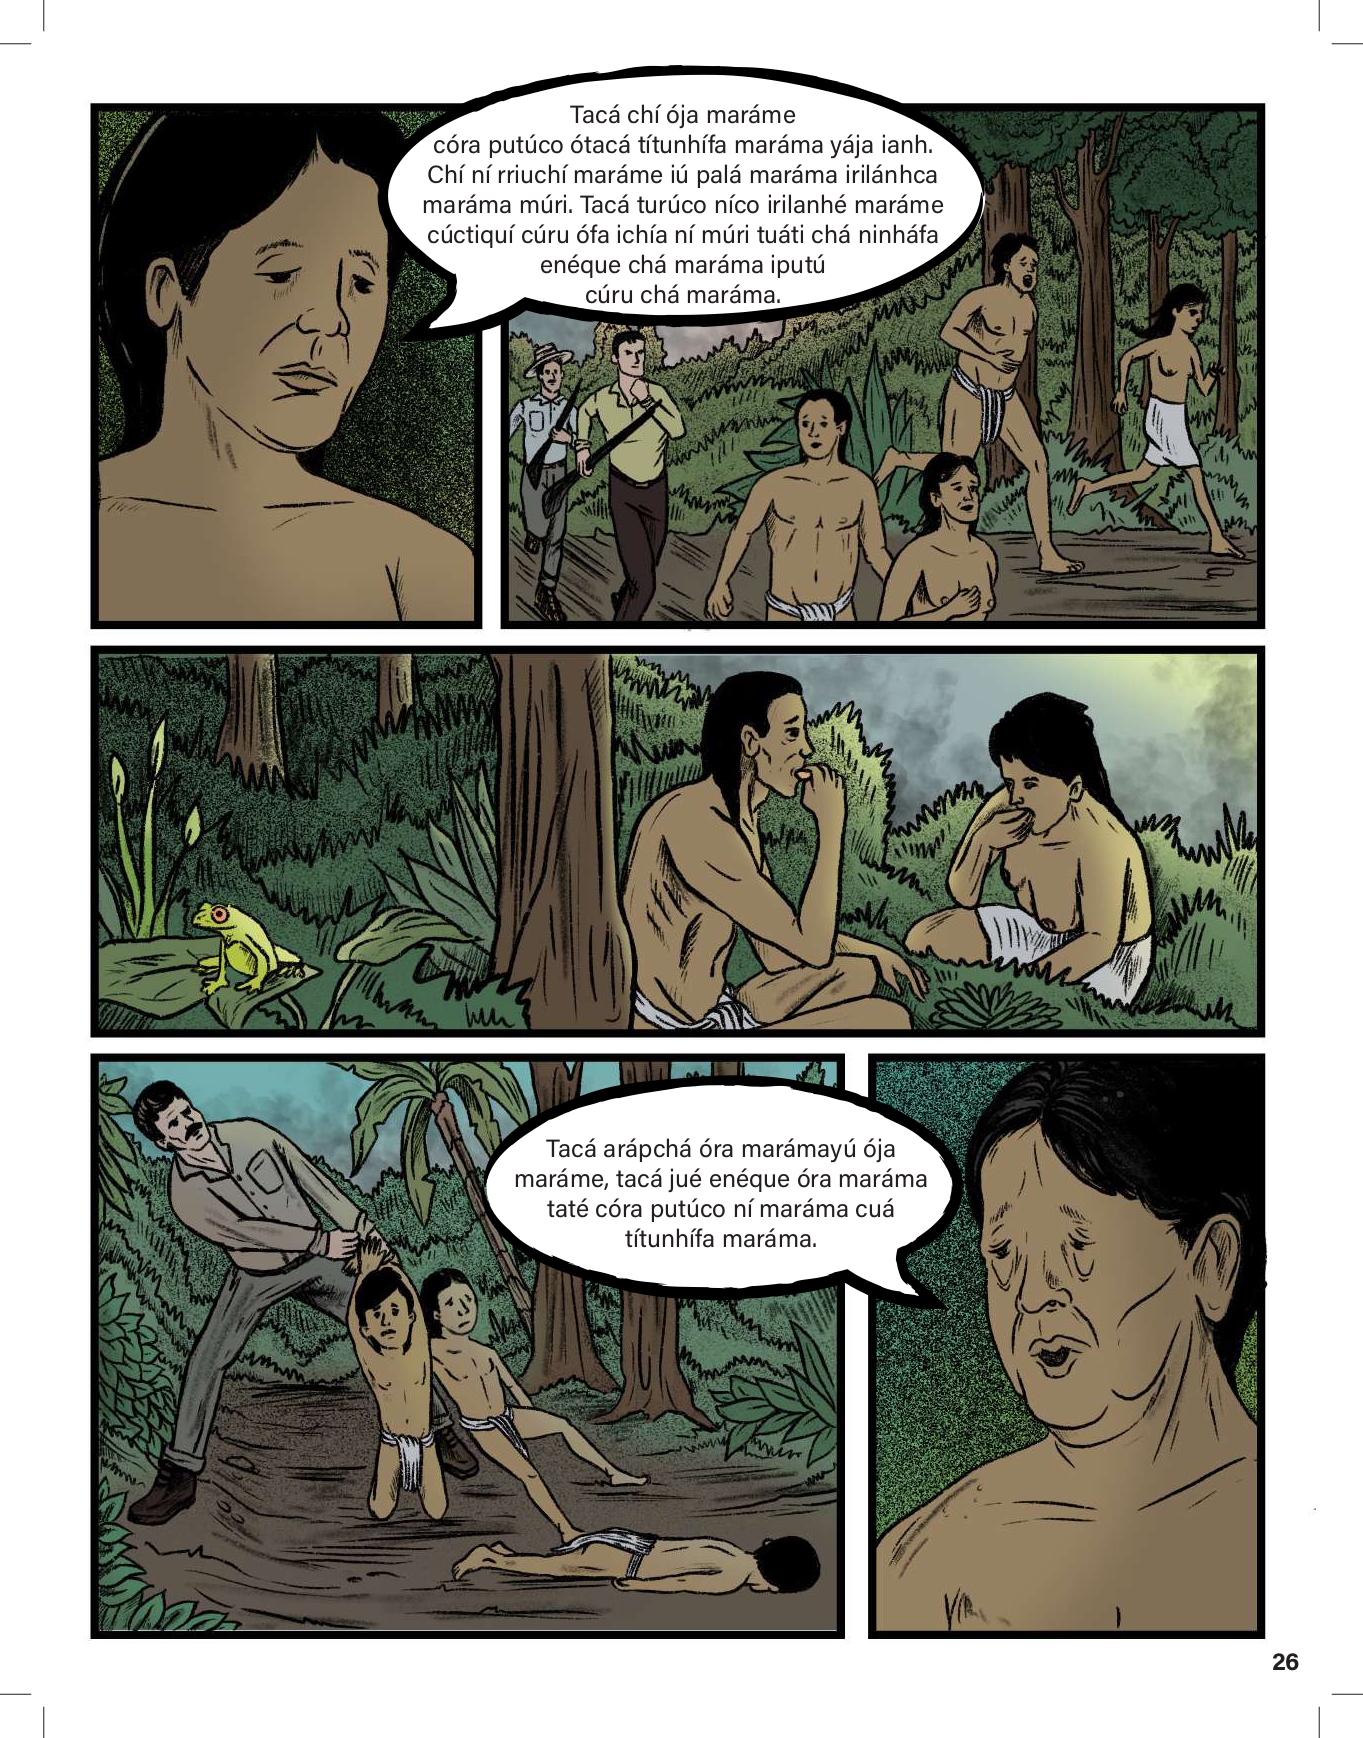 Tacá chí ója maráme
córa putúco ótacá títunhífa maráma yája ianh.
Chí ní rriuchí maráme iú palá maráma irilánhca
maráma múri. Tacá turúco níco irilanhé maráme
cúctiquí cúru ófa ichía ní múri tuáti chá ninháfa
enéque chá maráma iputú
cúru chá maráma.
Tacá arápchá óra marámayú ója
maráme, tacá jué enéque óra maráma
taté córa putúco ní maráma cuá
títunhífa maráma.
26